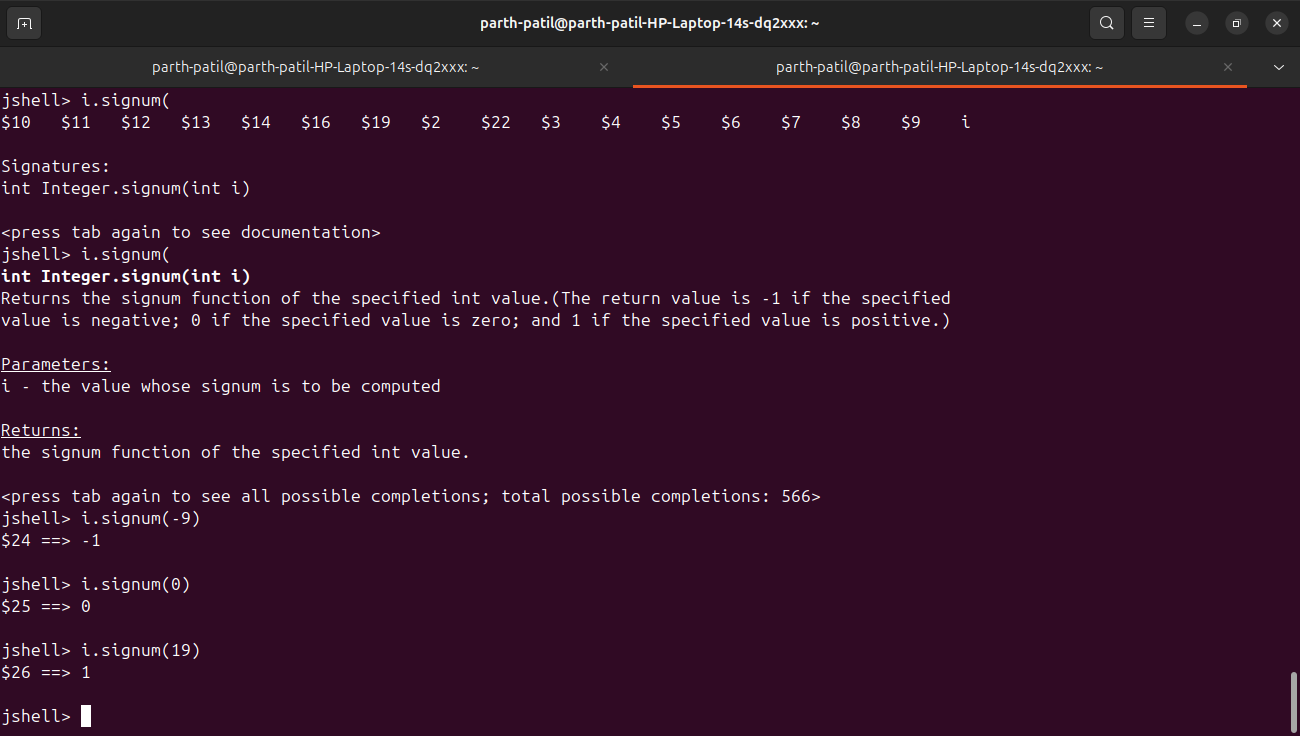 parth-patil@parth-patil-HP-Laptop-14s-dq2xxx: ~
parth-patil@parth-patil-HP-Laptop-14s-dq2xxx: ~
parth-patil@parth-patil-HP-Laptop-14s-dq2xxx: ~
jshell> i.signum(
$10   $11   $12   $13   $14   $16   $19   $2    $22   $3    $4    $5    $6    $7    $8    $9    i
Signatures:
int Integer.signum(int i)
<press tab again to see documentation>
jshell> i.signum(
int Integer.signum(int i)
Returns the signum function of the specified int value.(The return value is -1 if the specified
value is negative; 0 if the specified value is zero; and 1 if the specified value is positive.)
Parameters:
i - the value whose signum is to be computed
Returns:
the signum function of the specified int value.
<press tab again to see all possible completions; total possible completions: 566>
jshell> i.signum(-9)
$24 ==> -1
jshell> i.signum(0)
$25 ==> 0
jshell> i.signum(19)
$26 ==> 1
jshell>